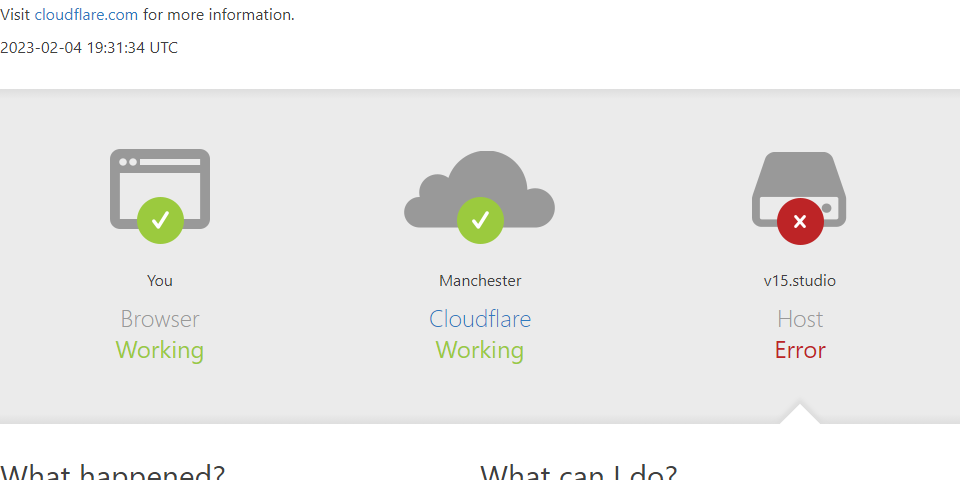 Visit cloudflare.com for more information.
2023-02-04 19:31:34 UTC
You
Browser
Working
Manchester
Cloudflare
Working
v15.studio
Host
Error
What happened?
What can I do?